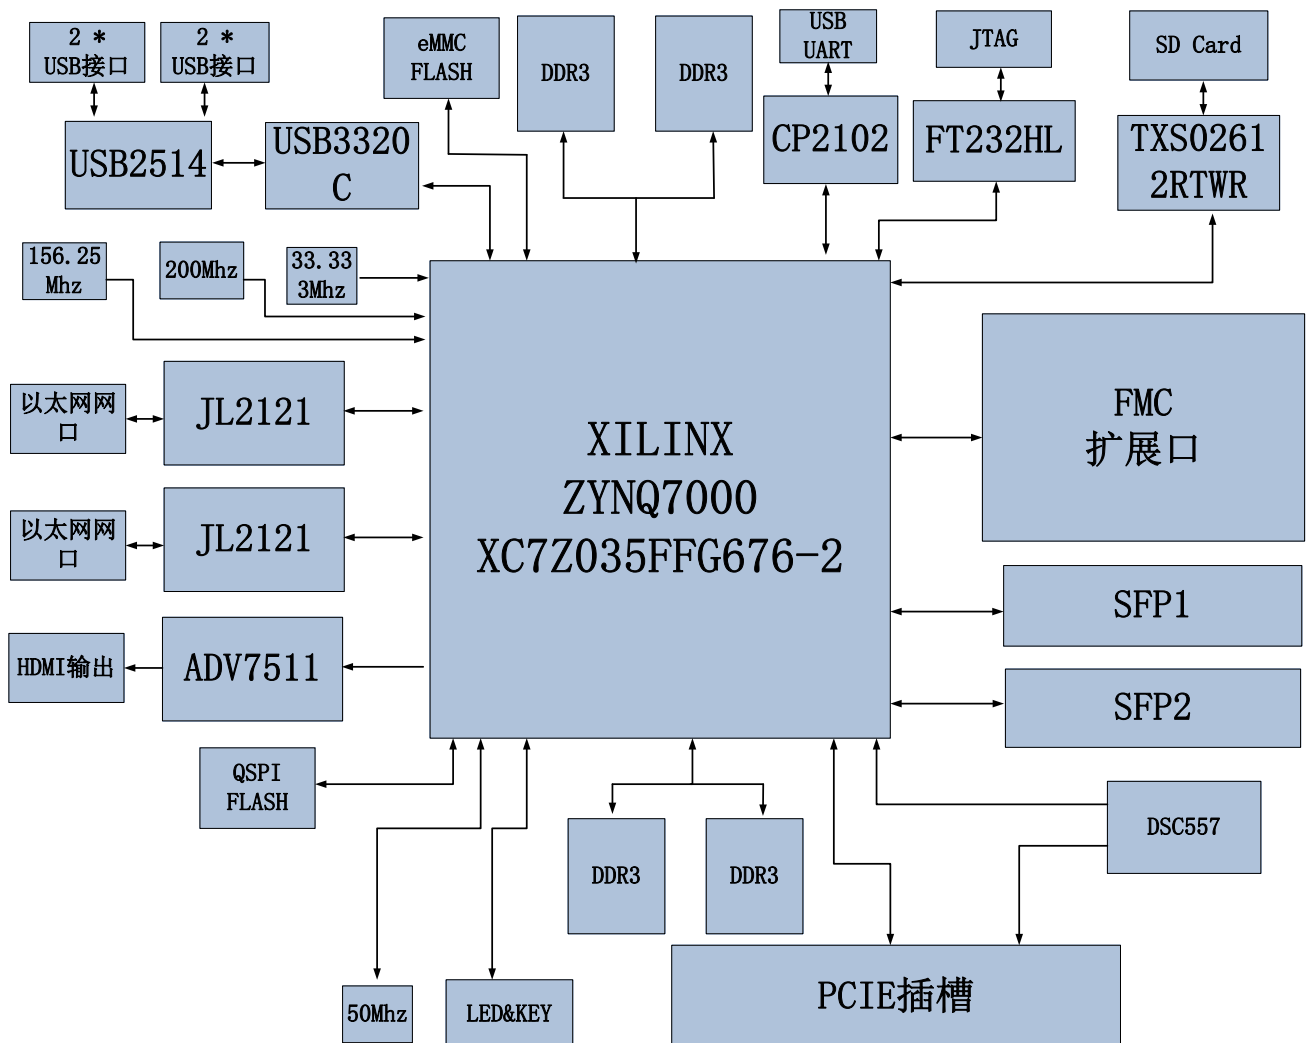 2 *
USB接口
2 *
USB接口
eMMC
FLASH
DDR3
DDR3
USB
UART
JTAG
SD Card
USB2514
USB3320
C
CP2102
FT232HL
TXS0261
2RTWR
156.25
Mhz
200Mhz
33.33
3Mhz
以太网网
口
JL2121
XILINX
ZYNQ7000
XC7Z035FFG676-2
FMC
扩展口
以太网网
口
JL2121
SFP1
HDMI输出
ADV7511
SFP2
QSPI
FLASH
DDR3
DDR3
DSC557
50Mhz
LED&KEY
PCIE插槽